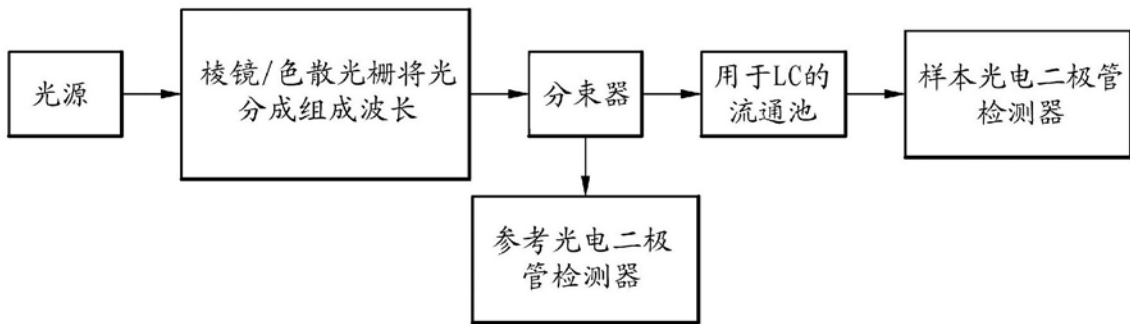 光源
棱镜/色散光栅将光
分成组成波长
分束器
用于LC的
流通池
样本光电二极管
检测器
参考光电二极
管检测器